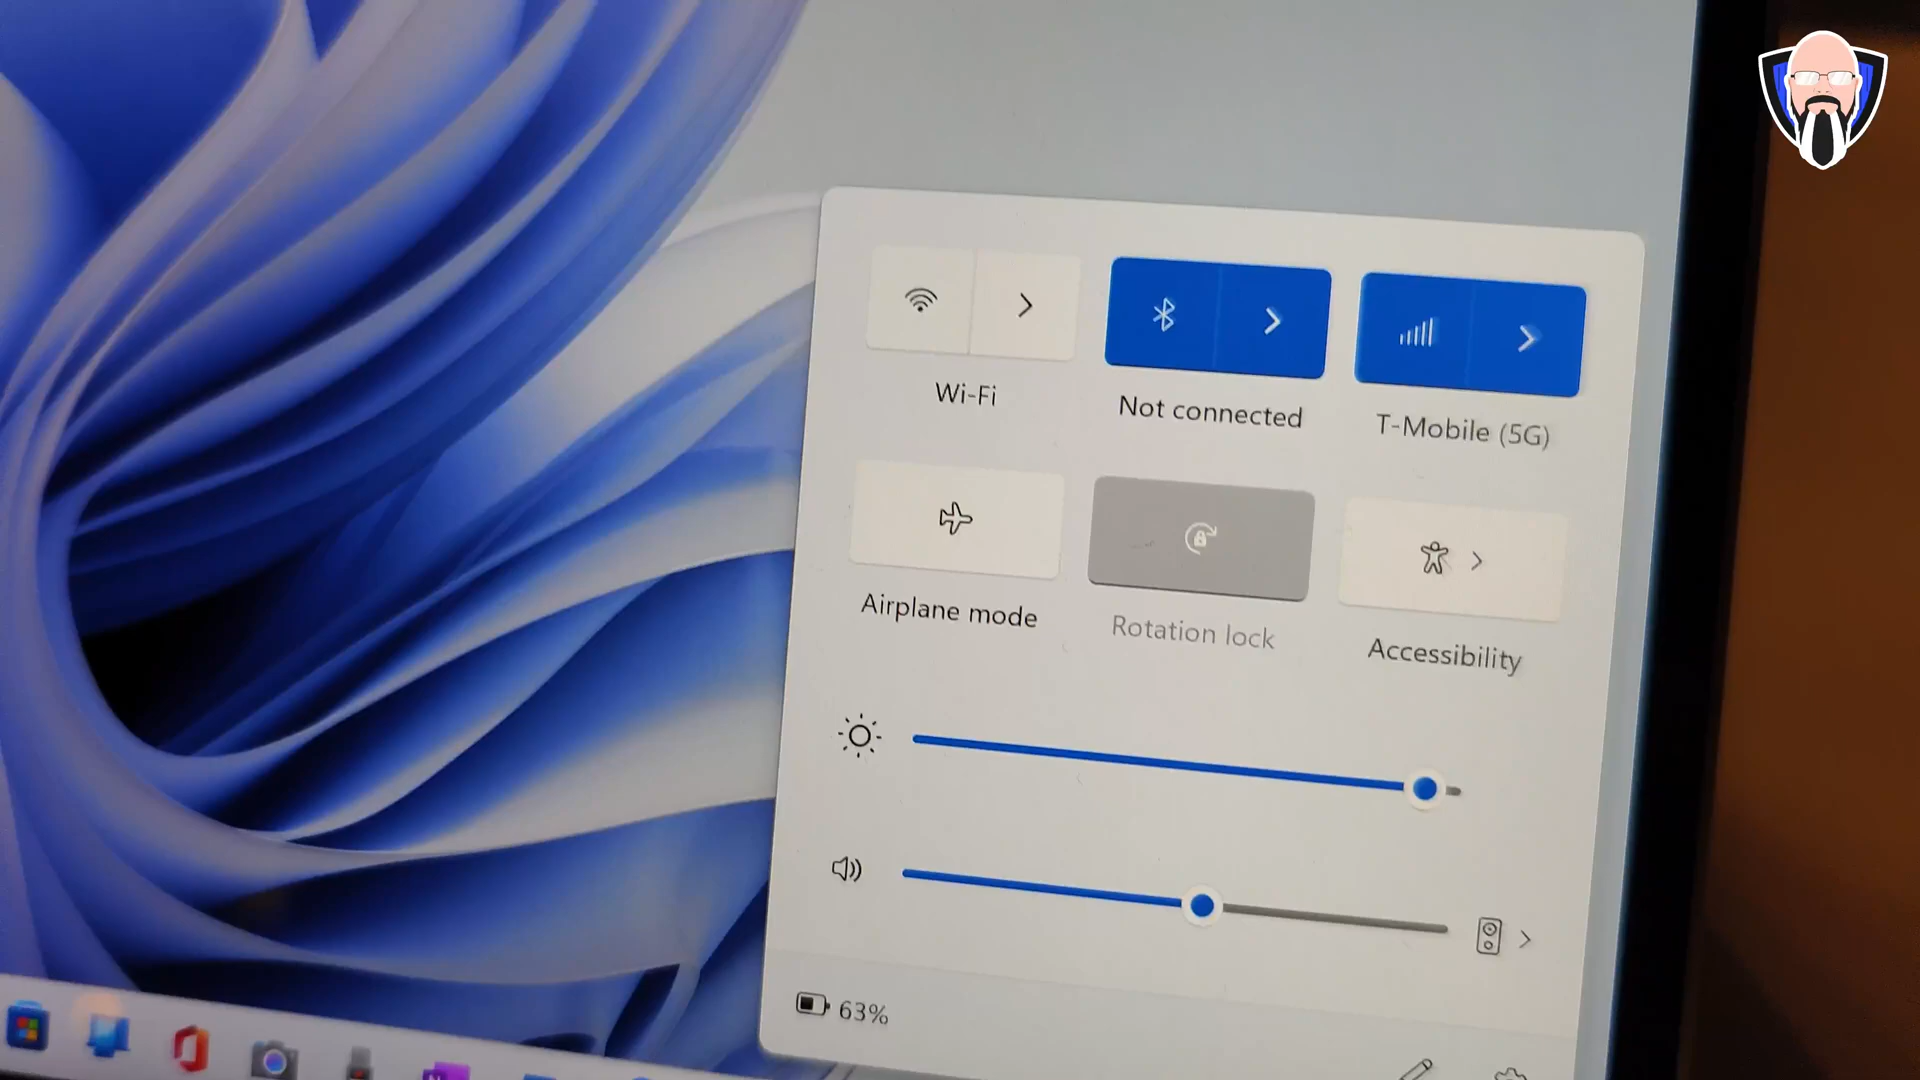 Wi-Fi
Not connected
T-Mobile (5G)
Airplane mode
Rotation lock
Accessibility
63%